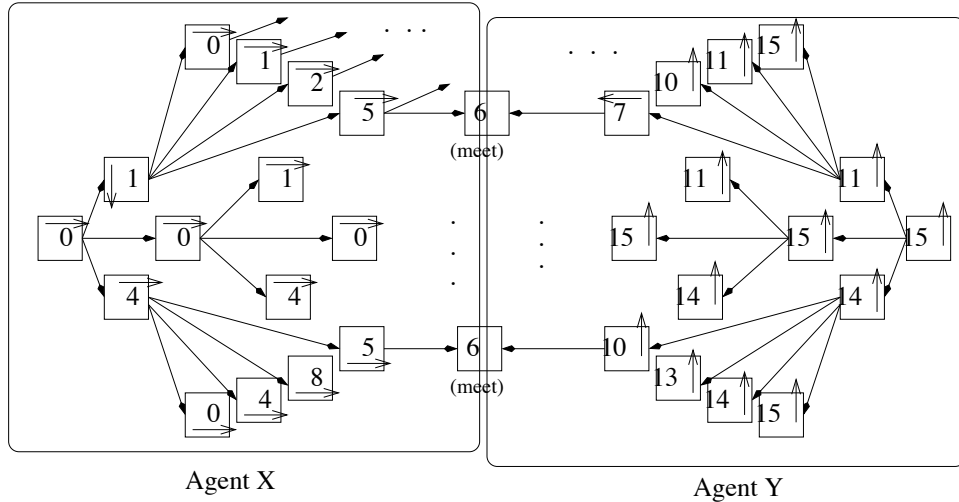 0 . . . . . . 15
1 11
2 10
5 6 7
(meet)
1 1 11 11
0 0 0 15 15 15
4 4 14 14
5 6 10
(meet)
8 13
4 14
0 15
Agent X Agent Y